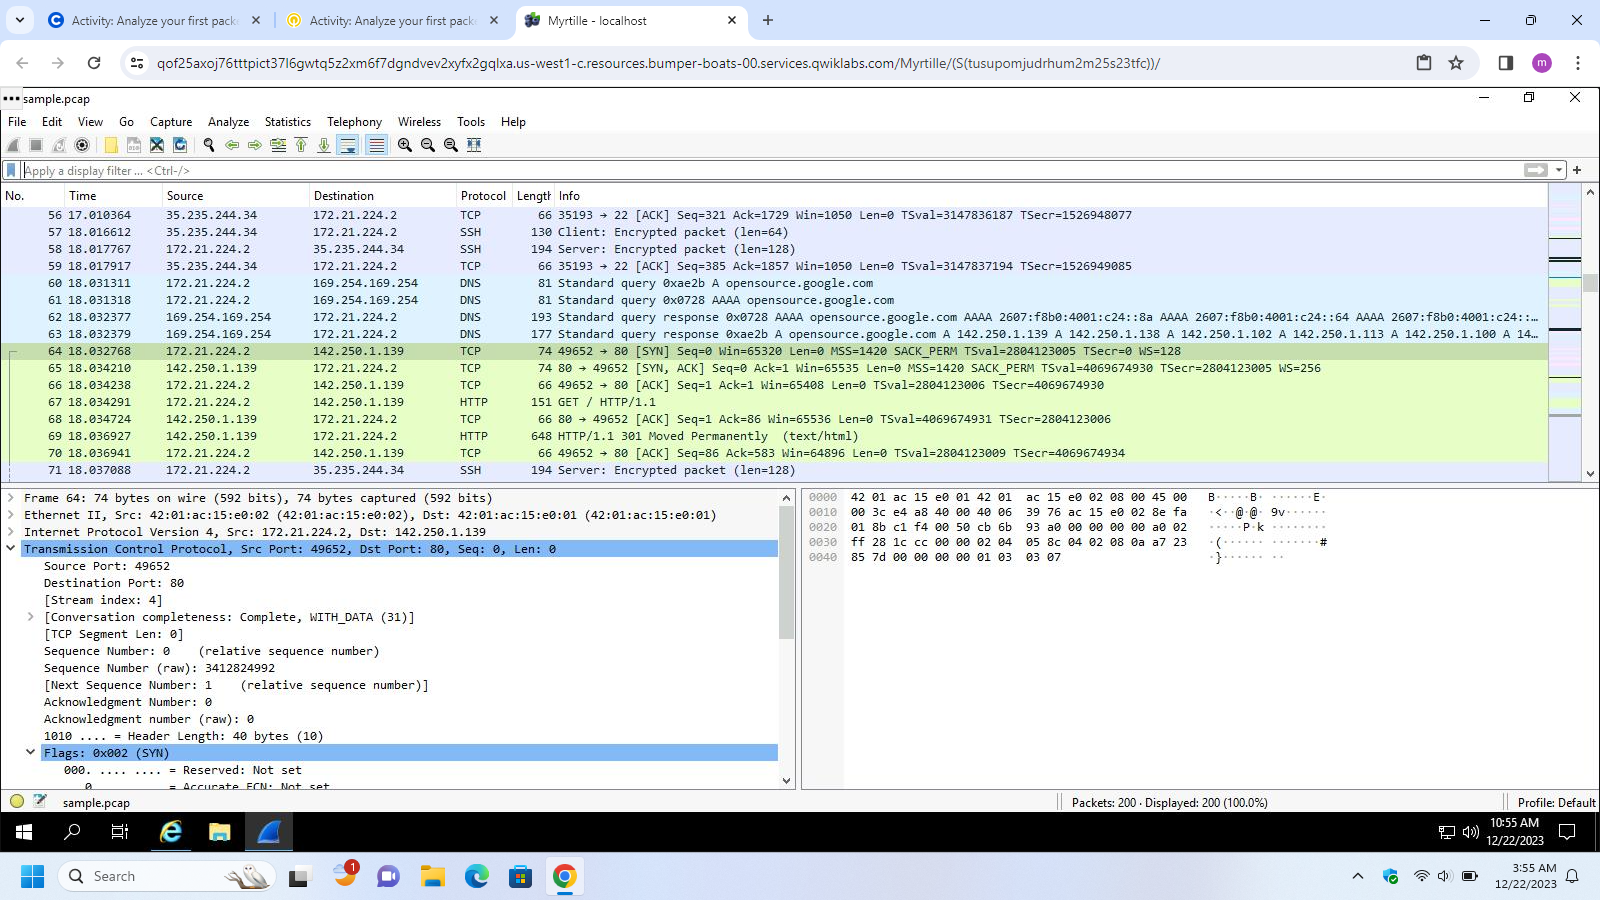 Activity: Analyze your first pack
Activity: Analyze your first pack
Myrtille - localhost
qof25axoj76tttpict37l6gwtq5z2xm6f7dgndvev2xyfx2gqlxa.us-west1-c.resources.bumper-boats-00.services.qwiklabs.com/Myrtille/(S(tusupomjudrhum2m25s23tfc))/
m
sample.pcap
File Edit View Go Capture Analyze Statistics Telephony Wireless Tools Help
Apply a display filter ... <Ctrl-/>
No. Time Source Destination Protocol Length Info
56 17.010364 35.235.244.34 172.21.224.2 TCP 66 35193 → 22 [ACK] Seq=321 Ack=1729 Win=1050 Len=0 TSval=3147836187 TSecr=1526948077
57 18.016612 35.235.244.34 172.21.224.2 SSH 130 Client: Encrypted packet (len=64)
58 18.017767 172.21.224.2 35.235.244.34 SSH 194 Server: Encrypted packet (len=128)
59 18.017917 35.235.244.34 172.21.224.2 TCP 66 35193 → 22 [ACK] Seq=385 Ack=1857 Win=1050 Len=0 TSval=3147837194 TSecr=1526949085
60 18.031311 172.21.224.2 169.254.169.254 DNS 81 Standard query 0xae2b A opensource.google.com
61 18.031318 172.21.224.2 169.254.169.254 DNS 81 Standard query 0x0728 AAAA opensource.google.com
62 18.032377 169.254.169.254 172.21.224.2 DNS 193 Standard query response 0x0728 AAAA opensource.google.com AAAA 2607:f8b0:4001:c24::8a AAAA 2607:f8b0:4001:c24::64 AAAA 2607:f8b0:4001:c24::…
63 18.032379 169.254.169.254 172.21.224.2 DNS 177 Standard query response 0xae2b A opensource.google.com A 142.250.1.139 A 142.250.1.138 A 142.250.1.102 A 142.250.1.113 A 142.250.1.100 A 14…
64 18.032768 172.21.224.2 142.250.1.139 TCP 74 49652 → 80 [SYN] Seq=0 Win=65320 Len=0 MSS=1420 SACK_PERM TSval=2804123005 TSecr=0 WS=128
65 18.034210 142.250.1.139 172.21.224.2 TCP 74 80 → 49652 [SYN, ACK] Seq=0 Ack=1 Win=65535 Len=0 MSS=1420 SACK_PERM TSval=4069674930 TSecr=2804123005 WS=256
66 18.034238 172.21.224.2 142.250.1.139 TCP 66 49652 → 80 [ACK] Seq=1 Ack=1 Win=65408 Len=0 TSval=2804123006 TSecr=4069674930
67 18.034291 172.21.224.2 142.250.1.139 HTTP 151 GET / HTTP/1.1
68 18.034724 142.250.1.139 172.21.224.2 TCP 66 80 → 49652 [ACK] Seq=1 Ack=86 Win=65536 Len=0 TSval=4069674931 TSecr=2804123006
69 18.036927 142.250.1.139 172.21.224.2 HTTP 648 HTTP/1.1 301 Moved Permanently (text/html)
70 18.036941 172.21.224.2 142.250.1.139 TCP 66 49652 → 80 [ACK] Seq=86 Ack=583 Win=64896 Len=0 TSval=2804123009 TSecr=4069674934
71 18.037088 172.21.224.2 35.235.244.34 SSH 194 Server: Encrypted packet (len=128)
Frame 64: 74 bytes on wire (592 bits), 74 bytes captured (592 bits)
Ethernet II, Src: 42:01:ac:15:e0:02 (42:01:ac:15:e0:02), Dst: 42:01:ac:15:e0:01 (42:01:ac:15:e0:01)
Internet Protocol Version 4, Src: 172.21.224.2, Dst: 142.250.1.139
Transmission Control Protocol, Src Port: 49652, Dst Port: 80, Seq: 0, Len: 0
Source Port: 49652
Destination Port: 80
[Stream index: 4]
[Conversation completeness: Complete, WITH_DATA (31)]
[TCP Segment Len: 0]
Sequence Number: 0 (relative sequence number)
Sequence Number (raw): 3412824992
[Next Sequence Number: 1 (relative sequence number)]
Acknowledgment Number: 0
Acknowledgment number (raw): 0
1010 .... = Header Length: 40 bytes (10)
Flags: 0x002 (SYN)
000. .... .... = Reserved: Not set
...0 .... .... = Accurate ECN: Not set
0000 42 01 ac 15 e0 01 42 01 ac 15 e0 02 08 00 45 00 B·····B· ······E·
0010 00 3c e4 a8 40 00 40 06 39 76 ac 15 e0 02 8e fa ·<··@·@· 9v······
0020 01 8b c1 f4 00 50 cb 6b 93 a0 00 00 00 00 a0 02 ·····P·k ········
0030 ff 28 1c cc 00 00 02 04 05 8c 04 02 08 0a a7 23 ·(······ ·······#
0040 85 7d 00 00 00 00 01 03 03 07 ·}······ ··
sample.pcap
Packets: 200 · Displayed: 200 (100.0%)
Profile: Default
10:55 AM
12/22/2023
Search
1
3:55 AM
12/22/2023